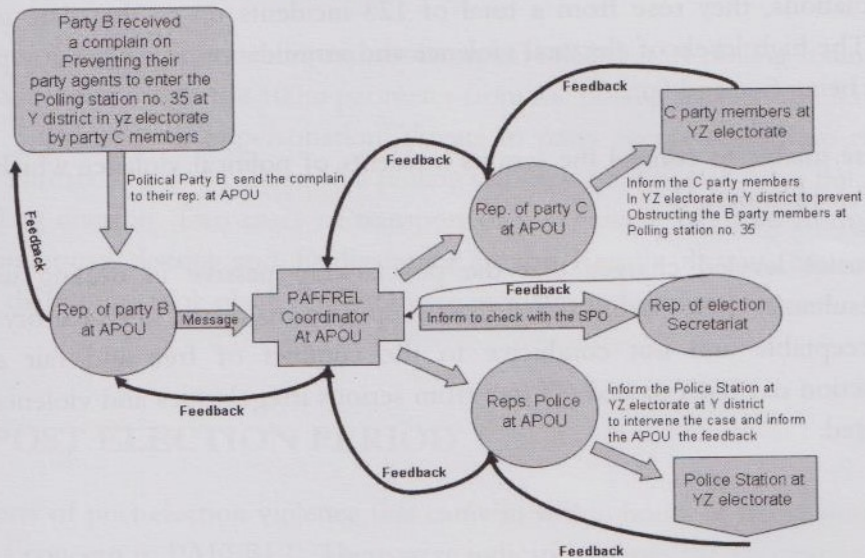 Party B received
a complain on
Preventing their
party agents to enter the
Polling station no. 35 at
Y district in yz electorate
by party C members
Feedback
C party members at
YZ electorate
Feedback
Political Party B send the complain
to their rep. at APOU
Rep. of party C
at APOU
Inform the C party members
In YZ electorate in Y district to prevent
Obstructing the B party members at
Polling station no. 35
Feedback
Rep. of party B
at APOU
Message
PAFFREL
Coordinator
At APOU
Feedback
Inform to check with the SPO
Rep. of election
Secretariat
Feedback
Reps. Police
at APOU
Inform the Police Station at
YZ electorate at Y district
to intervene the case and inform
the APOU the feedback
Feedback
Police Station at
YZ electorate
Feedback